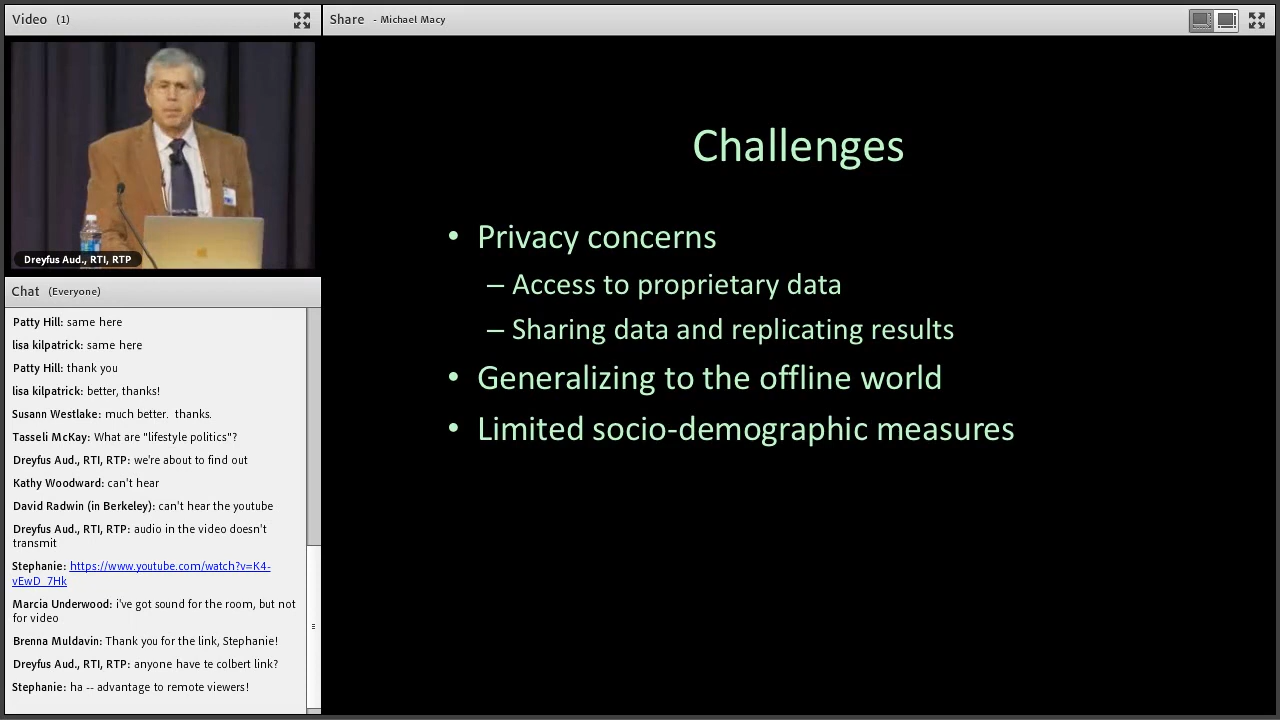 Video (1)
Share - Michael Macy
Dreyfus Aud., RTI, RTP
Chat (Everyone)
Patty Hill: same here
lisa kilpatrick: same here
Patty Hill: thank you
lisa kilpatrick: better, thanks!
Susann Westlake: much better. thanks.
Tasseli McKay: What are "lifestyle politics"?
Dreyfus Aud., RTI, RTP: we're about to find out
Kathy Woodward: can't hear
David Radwin (in Berkeley): can't hear the youtube
Dreyfus Aud., RTI, RTP: audio in the video doesn't
transmit
Stephanie: https://www.youtube.com/watch?v=K4-
vEwD_7Hk
Marcia Underwood: i've got sound for the room, but not
for video
Brenna Muldavin: Thank you for the link, Stephanie!
Dreyfus Aud., RTI, RTP: anyone have te colbert link?
Stephanie: ha -- advantage to remote viewers!
Challenges
• Privacy concerns
– Access to proprietary data
– Sharing data and replicating results
• Generalizing to the offline world
• Limited socio-demographic measures